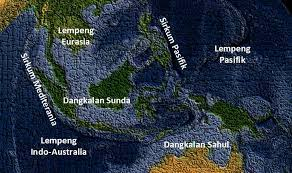 Lempeng
Eurasia
Sirkum Pasifik
Lempeng
Pasifik
Sirkum Mediterania
Dangkalan Sunda
Lempeng
Indo-Australia
Dangkalan Sahul